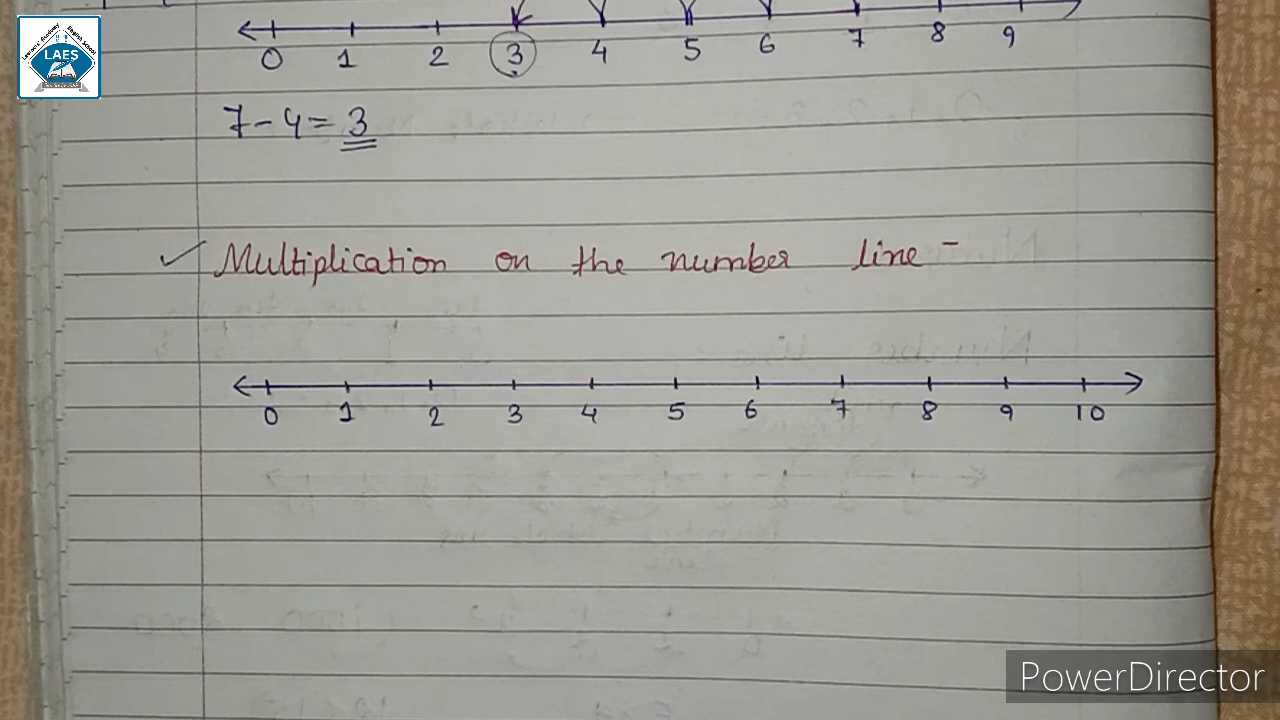 LAES
0 1 2 3 4 5 6 7 8 9
7 - 4 = 3
✓ Multiplication on the number line -
0 1 2 3 4 5 6 7 8 9 10
PowerDirector